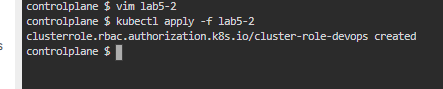 controlplane $ vim lab5-2
controlplane $ kubectl apply -f lab5-2
clusterrole.rbac.authorization.k8s.io/cluster-role-devops created
controlplane $